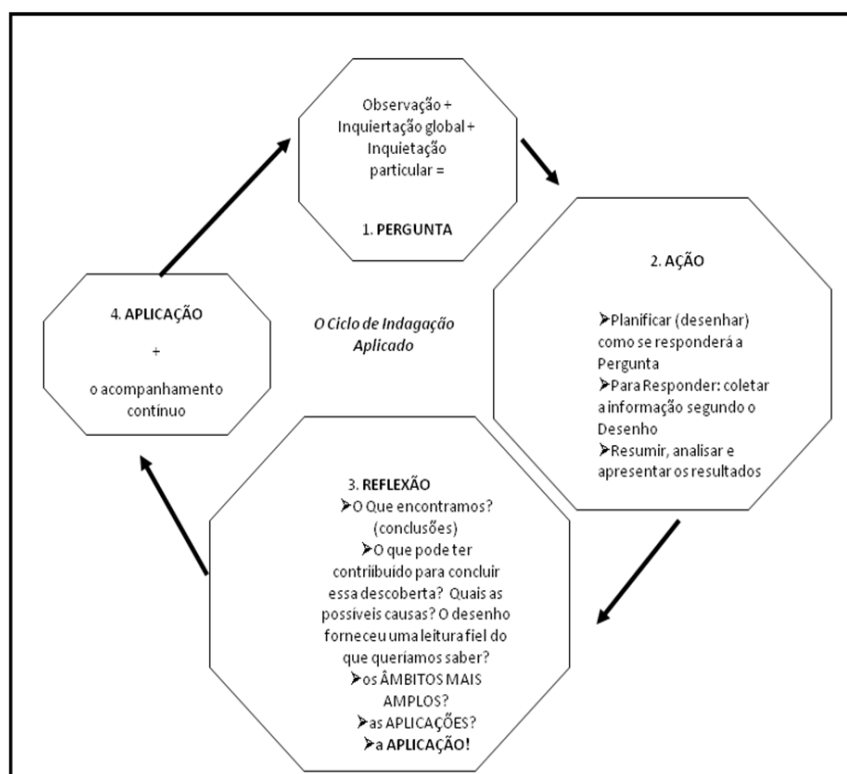 Observação +
Inquiertação global +
Inquietação
particular =
1. PERGUNTA
2. AÇÃO
➤Planificar (desenhar)
como se responderá a
Pergunta
➤Para Responder: coletar
a informação segundo o
Desenho
➤Resumir, analisar e
apresentar os resultados
3. REFLEXÃO
➤O Que encontramos?
(conclusões)
➤O que pode ter
contriibuído para concluir
essa descoberta? Quais as
possíveis causas? O desenho
forneceu uma leitura fiel do
que queríamos saber?
➤os ÂMBITOS MAIS
AMPLOS?
➤as APLICAÇÕES?
➤a APLICAÇÃO!
4. APLICAÇÃO
+
o acompanhamento
contínuo
O Ciclo de Indagação
Aplicado